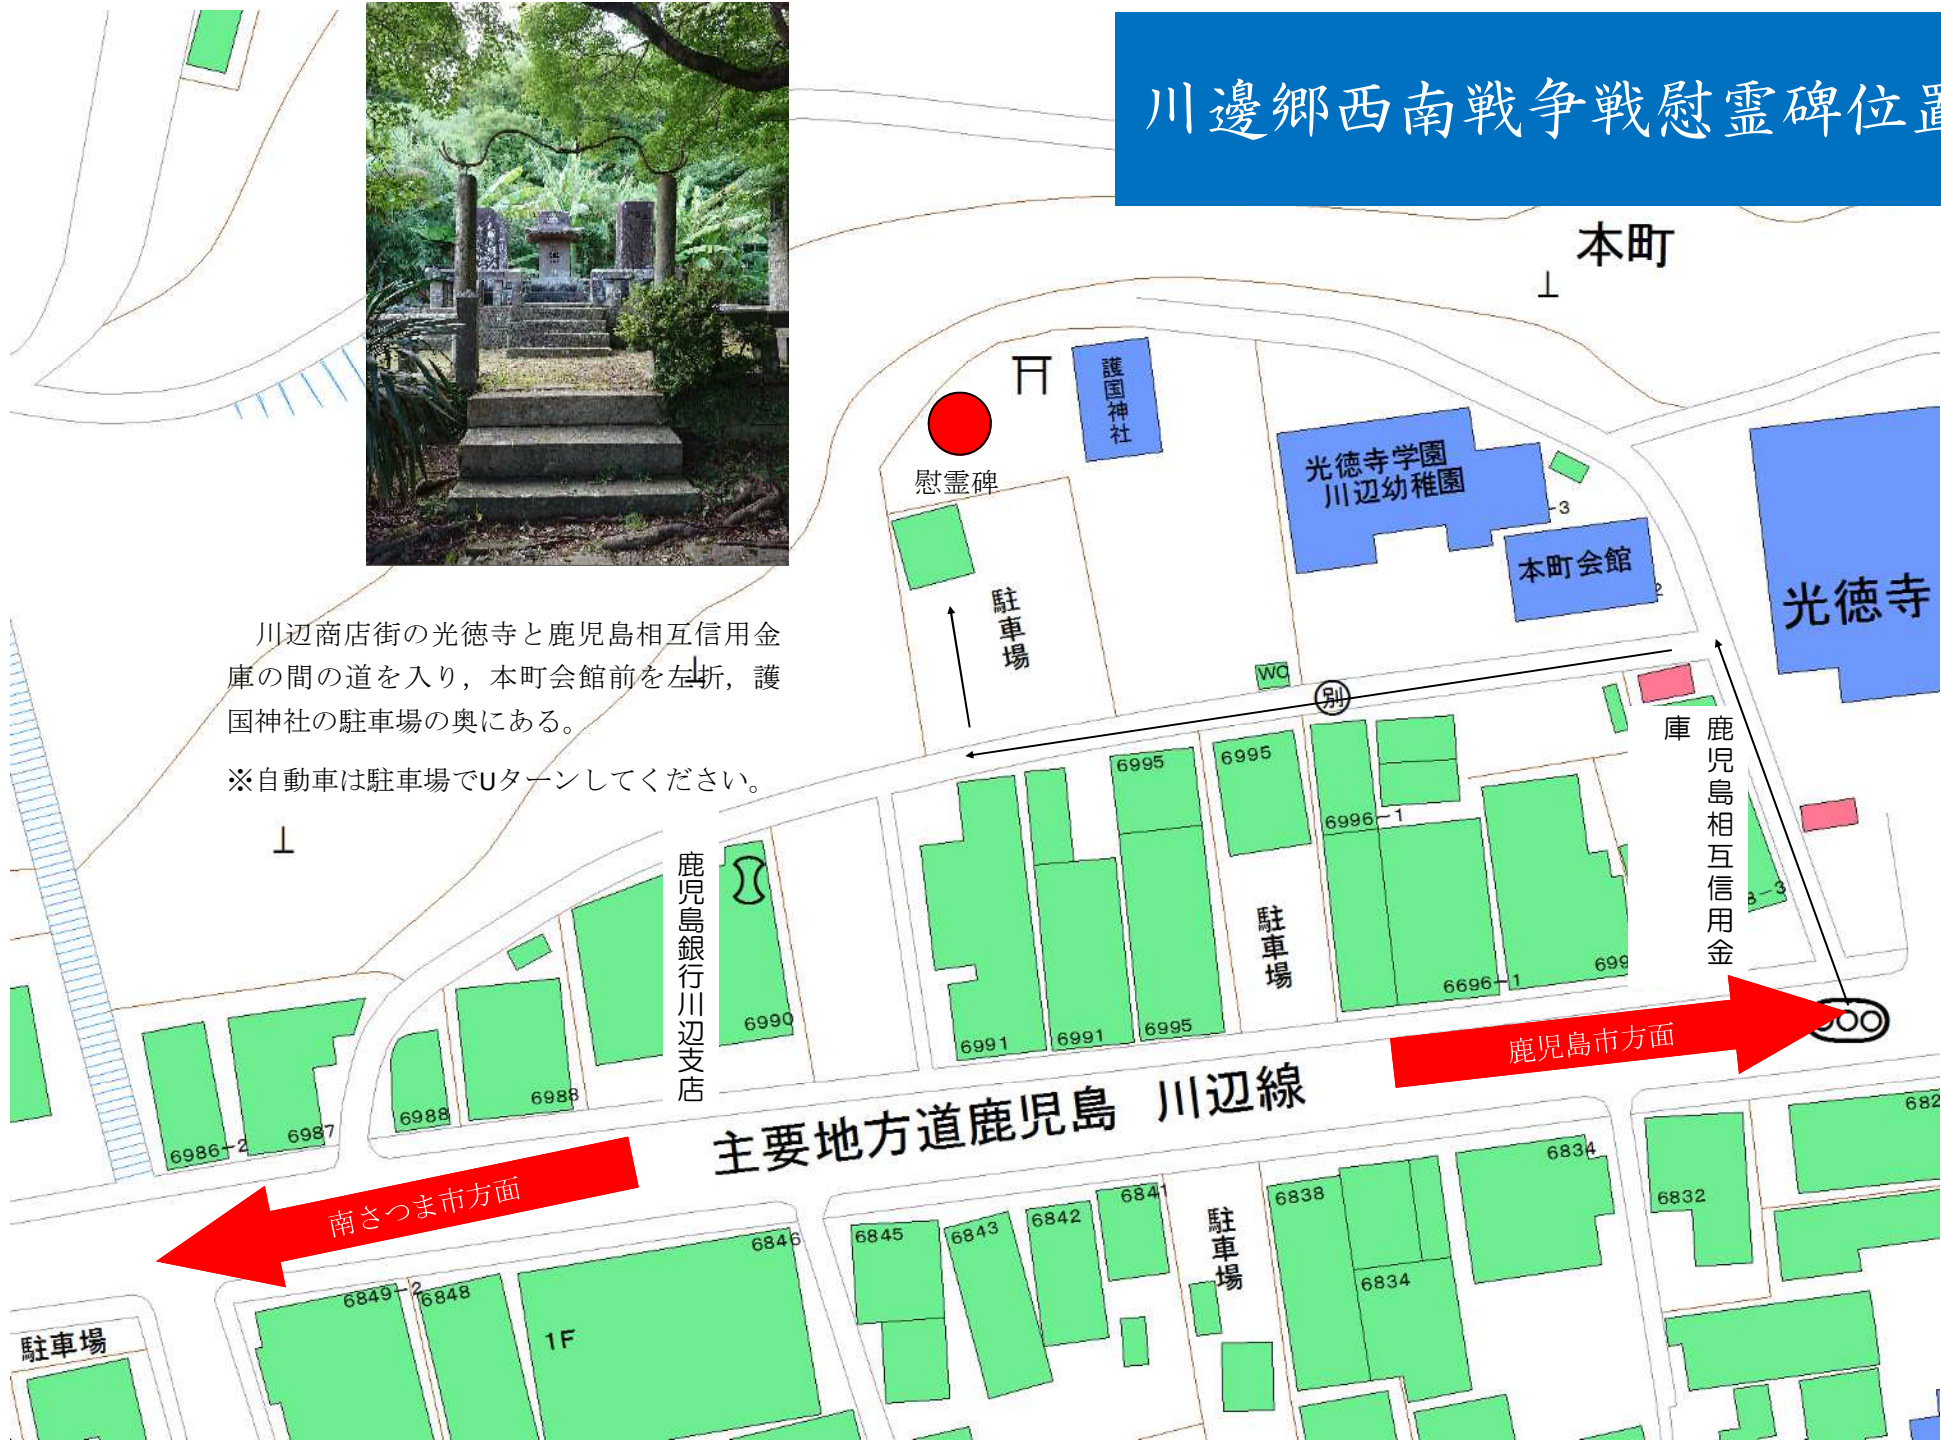 川邊郷西南戦争戦慰霊碑位置
本町
護国神社
慰霊碑
光徳寺学園
川辺幼稚園
-3
本町会館
2
光徳寺
駐車場
川辺商店街の光徳寺と鹿児島相互信用金
庫の間の道を入り，本町会館前を左折，護
国神社の駐車場の奥にある。
※自動車は駐車場でUターンしてください。
WC
別
鹿児島相互信用金
庫
6995
6995
6996-1
8-3
鹿児島銀行川辺支店
駐車場
699
6696-1
6990
6991
6991
6995
鹿児島市方面
主要地方道鹿児島 川辺線
6988
6988
6987
6986-2
南さつま市方面
682
6834
6832
6838
6841
6842
6843
6845
6846
駐車場
6834
6849-2
6848
1F
駐車場